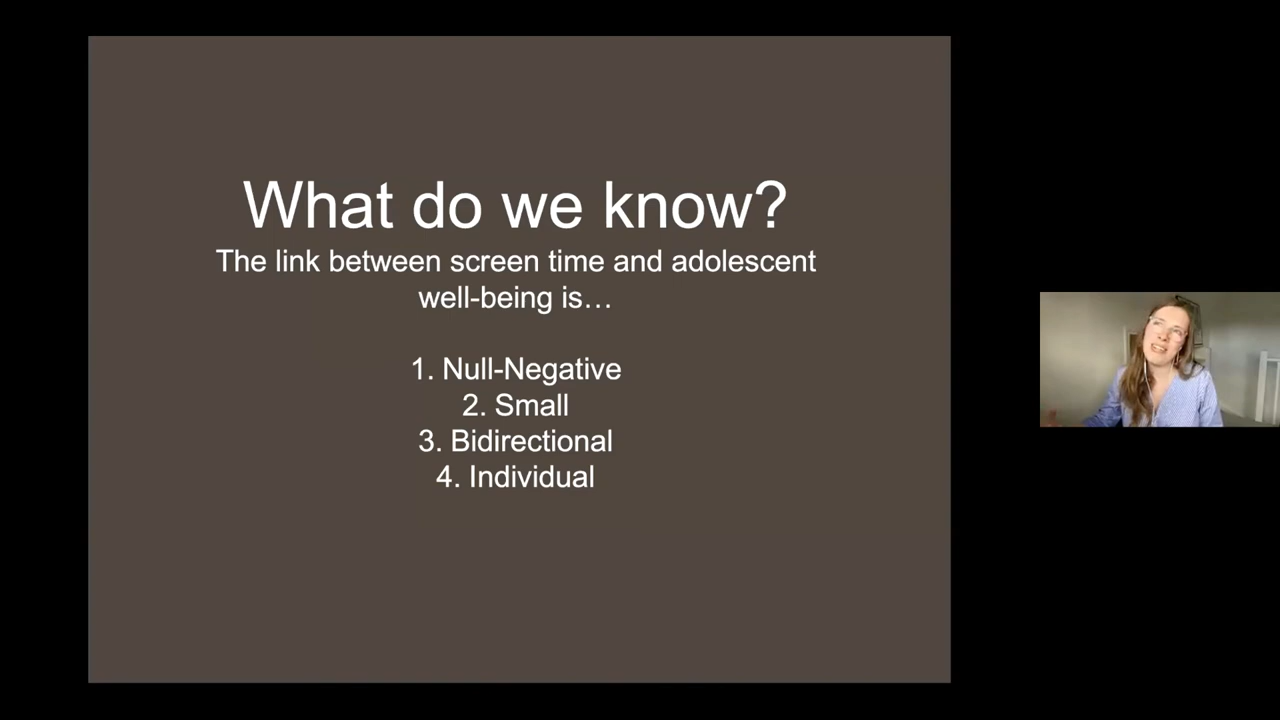 What do we know?
The link between screen time and adolescent
well-being is…
1. Null-Negative
2. Small
3. Bidirectional
4. Individual